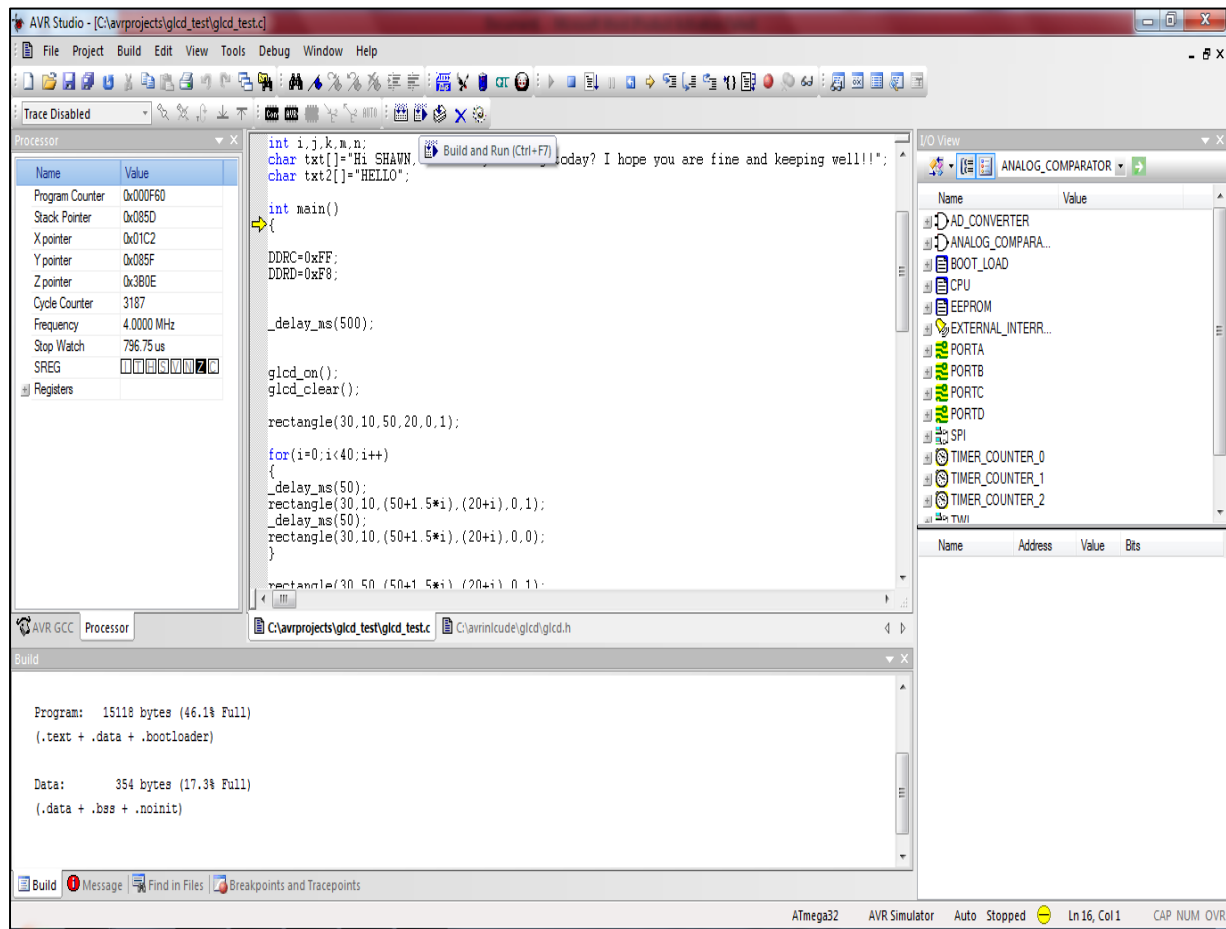 AVR Studio - [C:\avrprojects\glcd_test\glcd_test.c]
File Project Build Edit View Tools Debug Window Help
Trace Disabled
Processor
Name Value
Program Counter 0x000F60
Stack Pointer 0x085D
X pointer 0x01C2
Y pointer 0x085F
Z pointer 0x3B0E
Cycle Counter 3187
Frequency 4.0000 MHz
Stop Watch 796.75 us
SREG I T H S V N Z C
Registers
AVR GCC Processor
int i,j,k,m,n;
Build and Run (Ctrl+F7)
char txt[]="Hi SHAWN, today? I hope you are fine and keeping well!!";
char txt2[]="HELLO";
int main()
{
DDRC=0xFF;
DDRD=0xF8;
_delay_ms(500);
glcd_on();
glcd_clear();
rectangle(30,10,50,20,0,1);
for(i=0;i<40;i++)
{
_delay_ms(50);
rectangle(30,10,(50+1.5*i),(20+i),0,1);
_delay_ms(50);
rectangle(30,10,(50+1.5*i),(20+i),0,0);
}
rectangle(30,50,(50+1.5*i),(20+i),0,1);
C:\avrprojects\glcd_test\glcd_test.c C:\avrinlcude\glcd\glcd.h
I/O View
ANALOG_COMPARATOR
Name Value
AD_CONVERTER
ANALOG_COMPARA...
BOOT_LOAD
CPU
EEPROM
EXTERNAL_INTERR...
PORTA
PORTB
PORTC
PORTD
SPI
TIMER_COUNTER_0
TIMER_COUNTER_1
TIMER_COUNTER_2
TWI
Name Address Value Bits
Build
Program: 15118 bytes (46.1% Full)
(.text + .data + .bootloader)
Data: 354 bytes (17.3% Full)
(.data + .bss + .noinit)
Build Message Find in Files Breakpoints and Tracepoints
ATmega32 AVR Simulator Auto Stopped Ln 16, Col 1 CAP NUM OVR